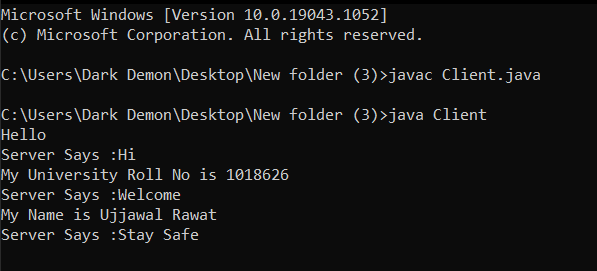 Microsoft Windows [Version 10.0.19043.1052]
(c) Microsoft Corporation. All rights reserved.
C:\Users\Dark Demon\Desktop\New folder (3)>javac Client.java
C:\Users\Dark Demon\Desktop\New folder (3)>java Client
Hello
Server Says :Hi
My University Roll No is 1018626
Server Says :Welcome
My Name is Ujjawal Rawat
Server Says :Stay Safe